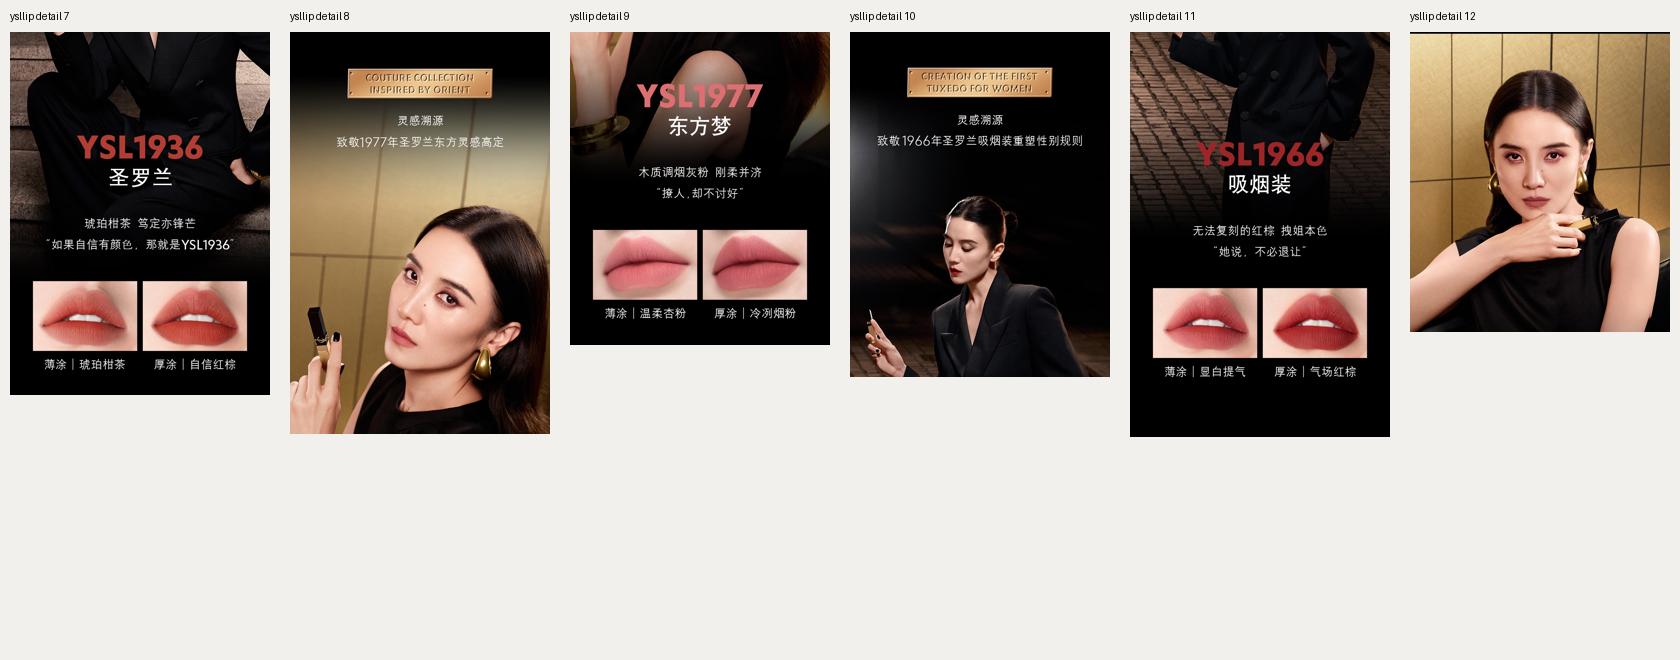 ysllipdetail7
YSL1936
圣罗兰
琥珀柑茶 笃定亦锋芒
“如果自信有颜色，那就是YSL1936”
薄涂｜琥珀柑茶
厚涂｜自信红棕
ysllipdetail8
COUTURE COLLECTION
INSPIRED BY ORIENT
灵感溯源
致敬1977年圣罗兰东方灵感高定
ysllipdetail9
YSL1977
东方梦
木质调烟灰粉 刚柔并济
“撩人，却不讨好”
薄涂｜温柔杏粉
厚涂｜冷冽烟粉
ysllipdetail10
CREATION OF THE FIRST
TUXEDO FOR WOMEN
灵感溯源
致敬1966年圣罗兰吸烟装重塑性别规则
ysllipdetail11
YSL1966
吸烟装
无法复刻的红棕 拽姐本色
“她说，不必退让”
薄涂｜显白提气
厚涂｜气场红棕
ysllipdetail12